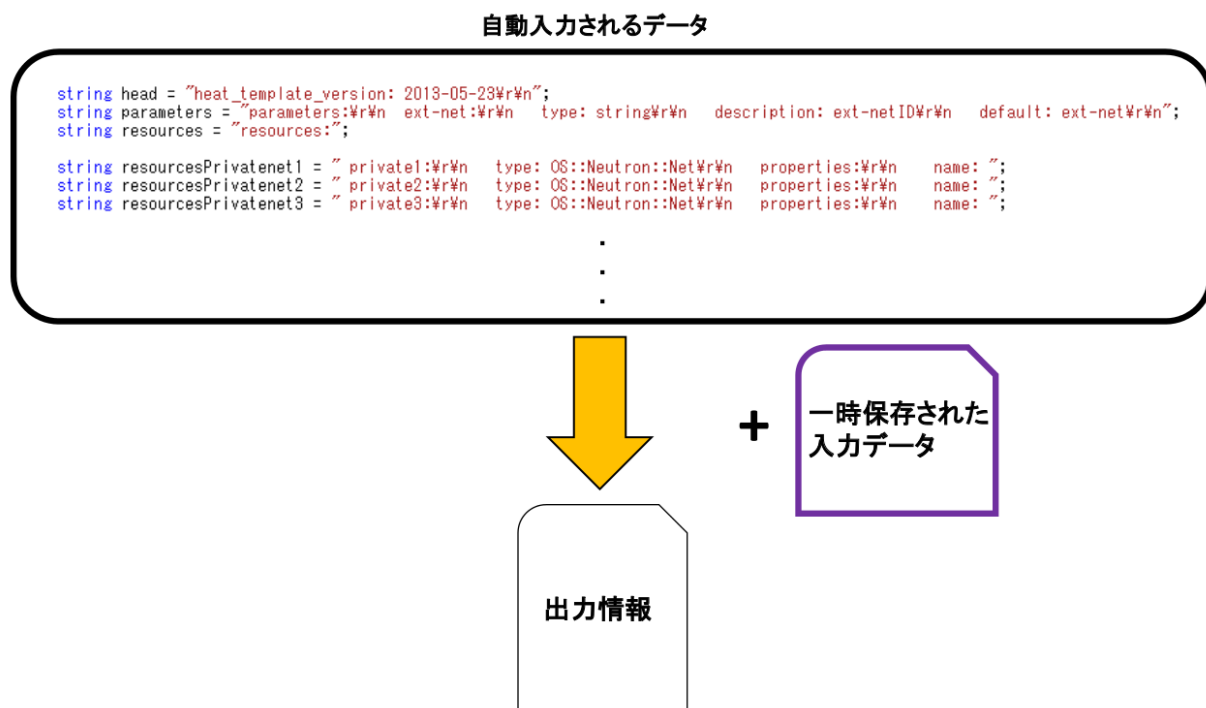 自動入力されるデータ
string head = "heat_template_version: 2013-05-23¥r¥n";
string parameters = "parameters:¥r¥n  ext-net:¥r¥n   type: string¥r¥n   description: ext-netID¥r¥n   default: ext-net¥r¥n";
string resources = "resources:";
string resourcesPrivatenet1 = " private1:¥r¥n   type: OS::Neutron::Net¥r¥n   properties:¥r¥n    name: ";
string resourcesPrivatenet2 = " private2:¥r¥n   type: OS::Neutron::Net¥r¥n   properties:¥r¥n    name: ";
string resourcesPrivatenet3 = " private3:¥r¥n   type: OS::Neutron::Net¥r¥n   properties:¥r¥n    name: ";
.
.
.
+
一時保存された
入力データ
出力情報